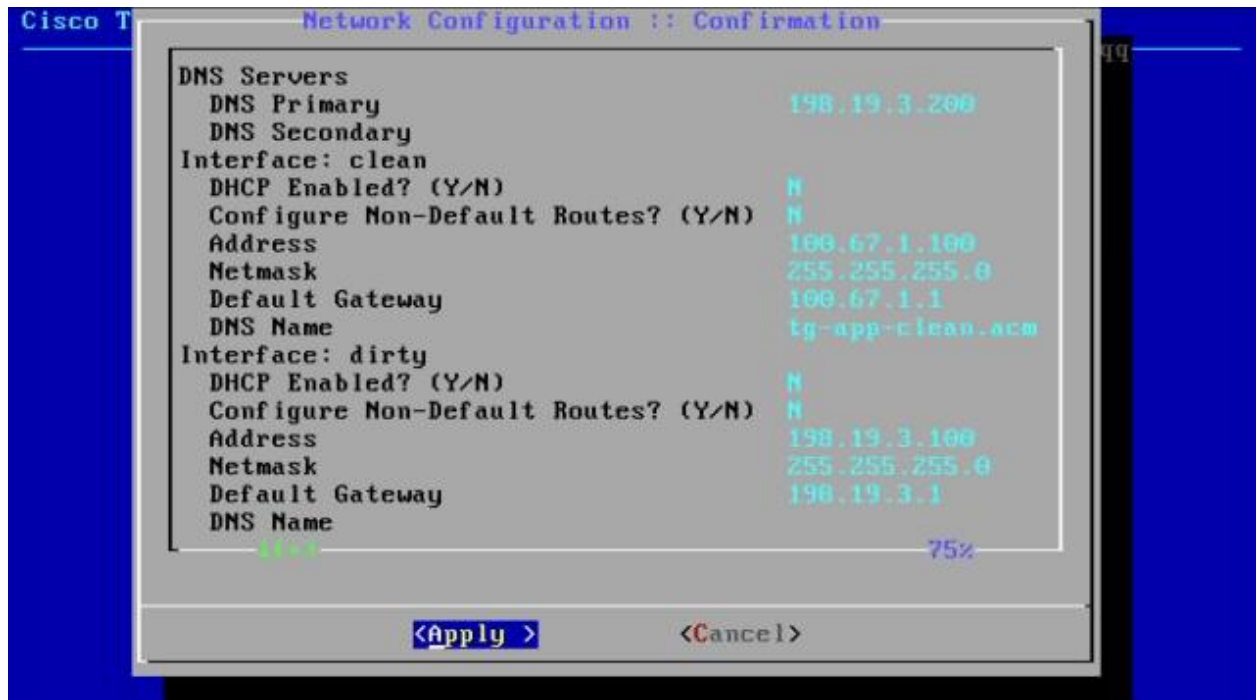 Cisco T
Network Configuration :: Confirmation
qq
DNS Servers
DNS Primary 198.19.3.200
DNS Secondary
Interface: clean
DHCP Enabled? (Y/N) N
Configure Non-Default Routes? (Y/N) N
Address 100.67.1.100
Netmask 255.255.255.0
Default Gateway 100.67.1.1
DNS Name tg-app-clean.acm
Interface: dirty
DHCP Enabled? (Y/N) N
Configure Non-Default Routes? (Y/N) N
Address 198.19.3.100
Netmask 255.255.255.0
Default Gateway 198.19.3.1
DNS Name
75%
<Apply > <Cancel>